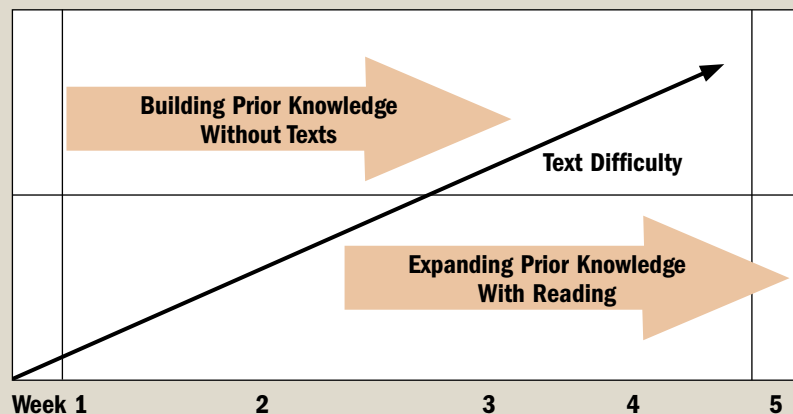 Building Prior Knowledge
Without Texts
Text Difficulty
Expanding Prior Knowledge
With Reading
Week 1 2 3 4 5